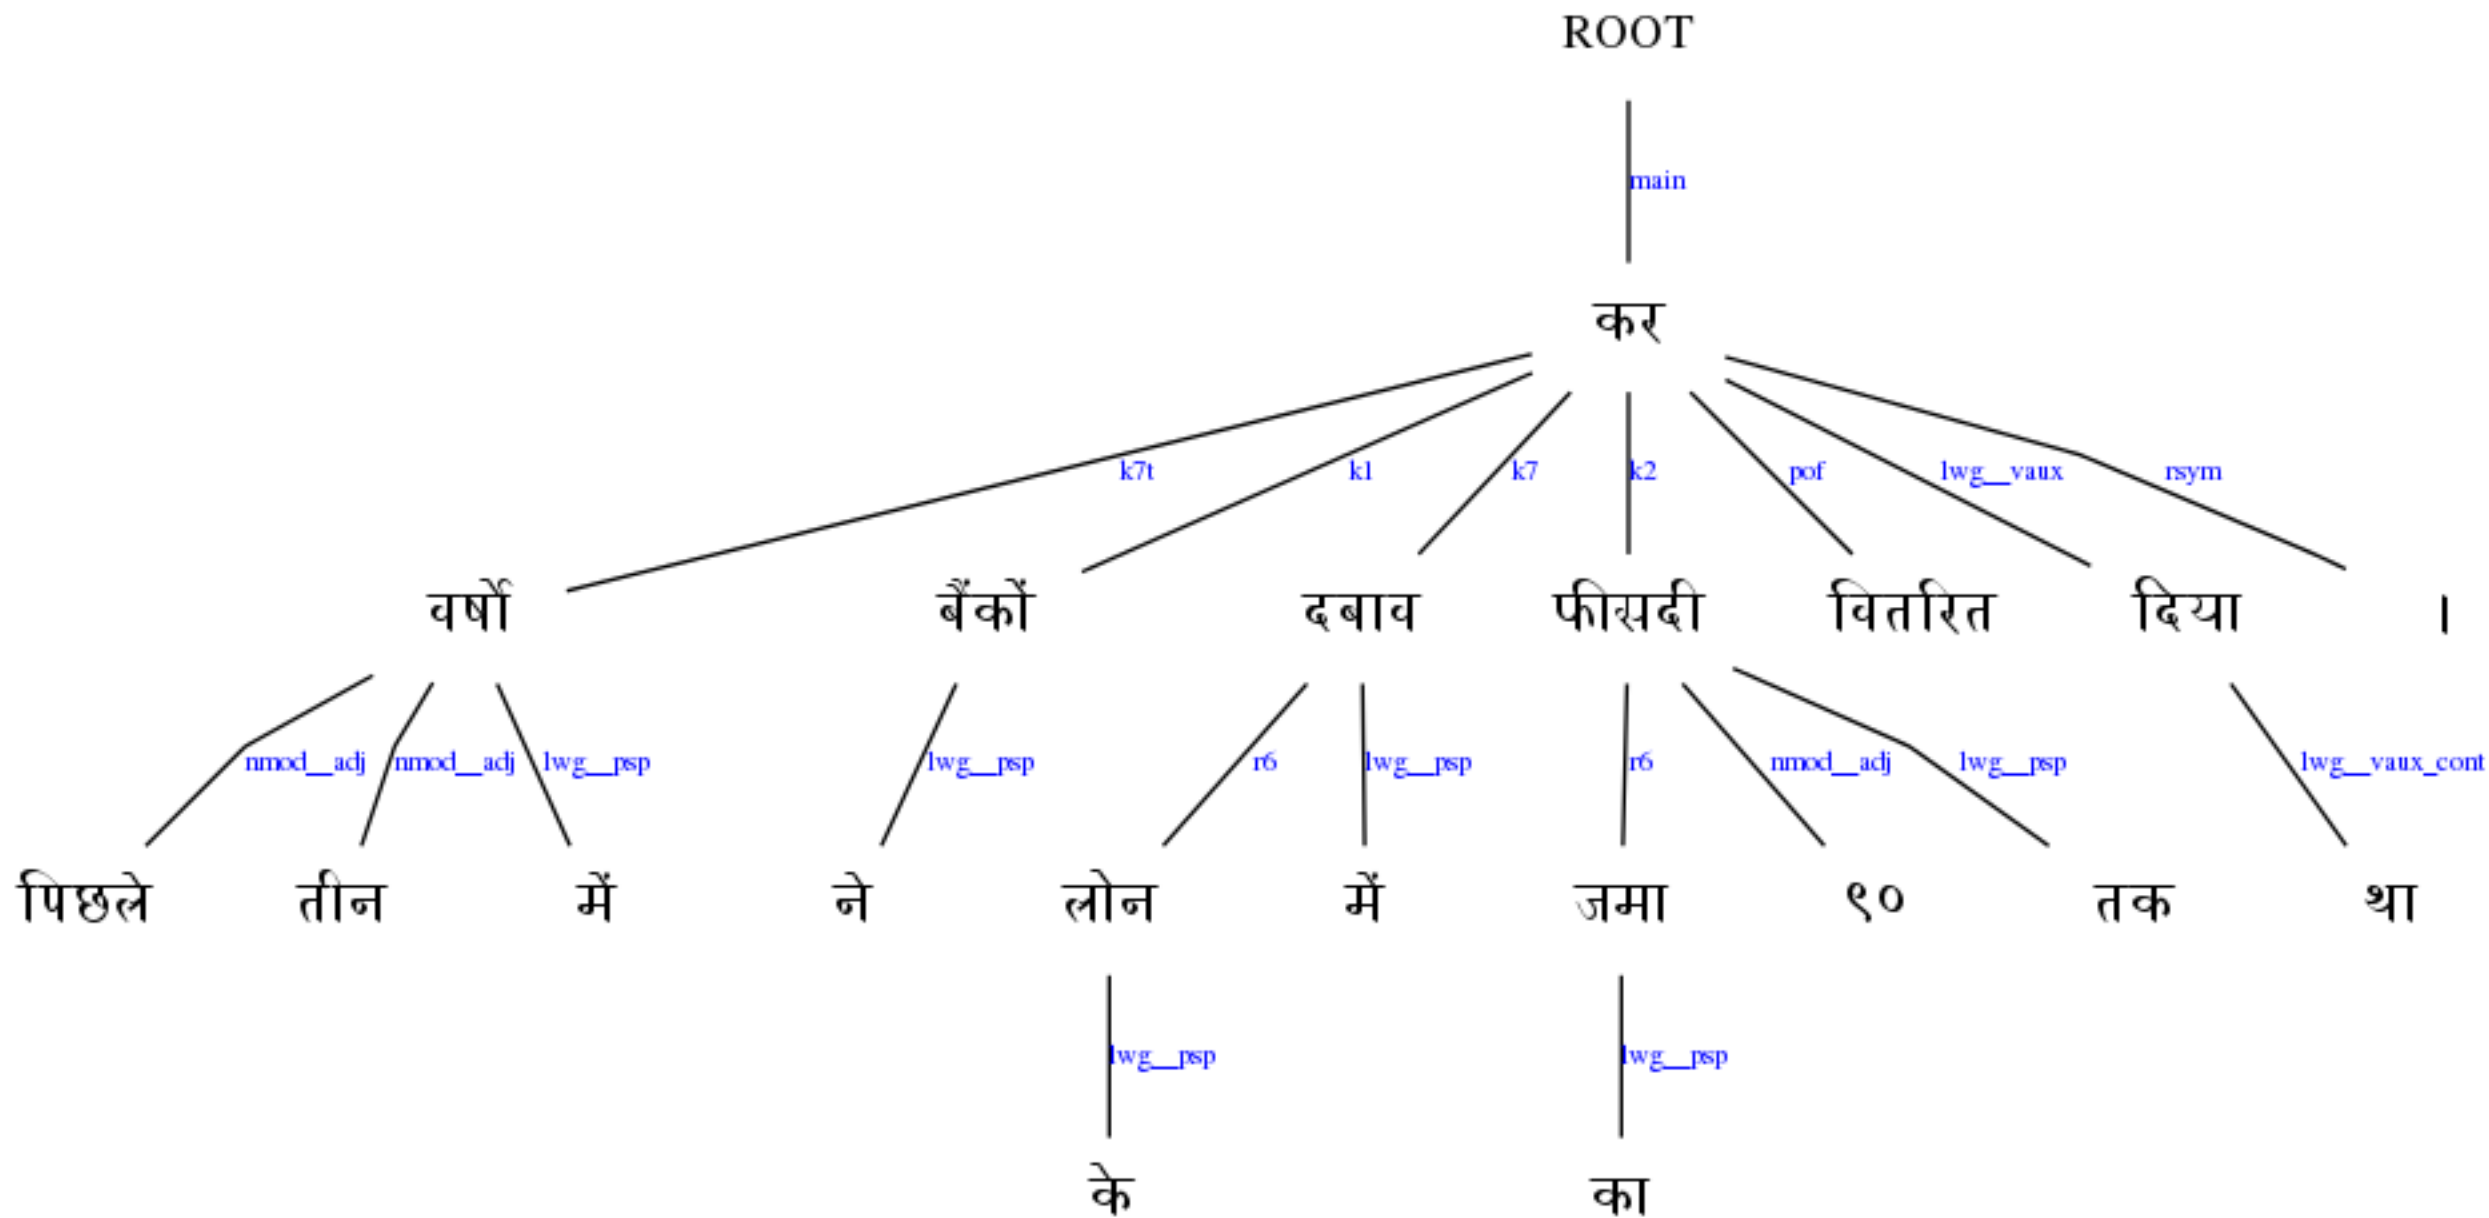 ROOT
main
कर
k7t k1 k7 k2 pof lwg__vaux rsym
वर्षो बैंकों दबाव फीसदी वितरित दिया ।
nmod__adj nmod__adj lwg__psp lwg__psp r6 lwg__psp r6 nmod__adj lwg__psp lwg__vaux_cont
पिछले तीन में ने लोन में जमा ९० तक था
lwg__psp lwg__psp
के का